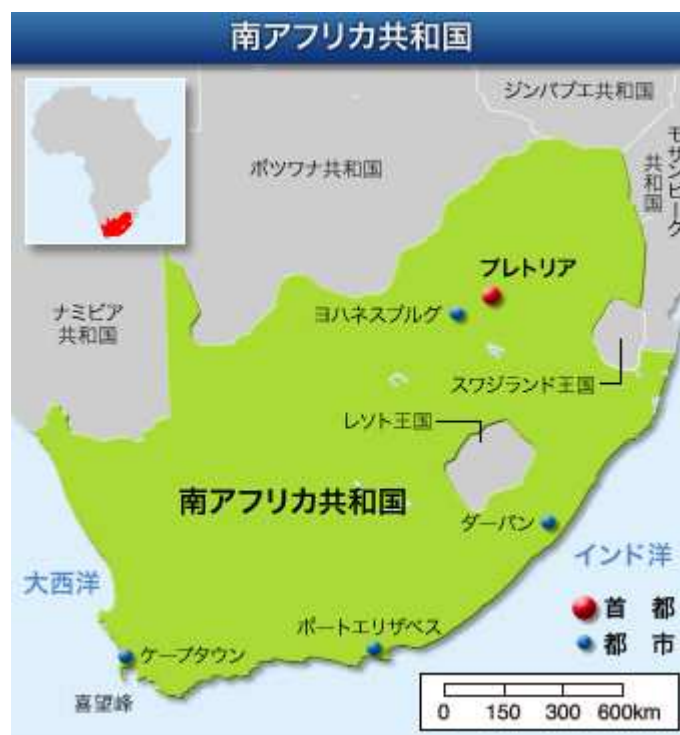 南アフリカ共和国
ジンバブエ共和国
モザンビーク
共和国
ボツワナ共和国
プレトリア
ナミビア
共和国
ヨハネスブルグ
スワジランド王国
レソト王国
南アフリカ共和国
ダーバン
インド洋
大西洋
首 都
ポートエリザベス
都 市
ケープタウン
喜望峰
0 150 300 600km